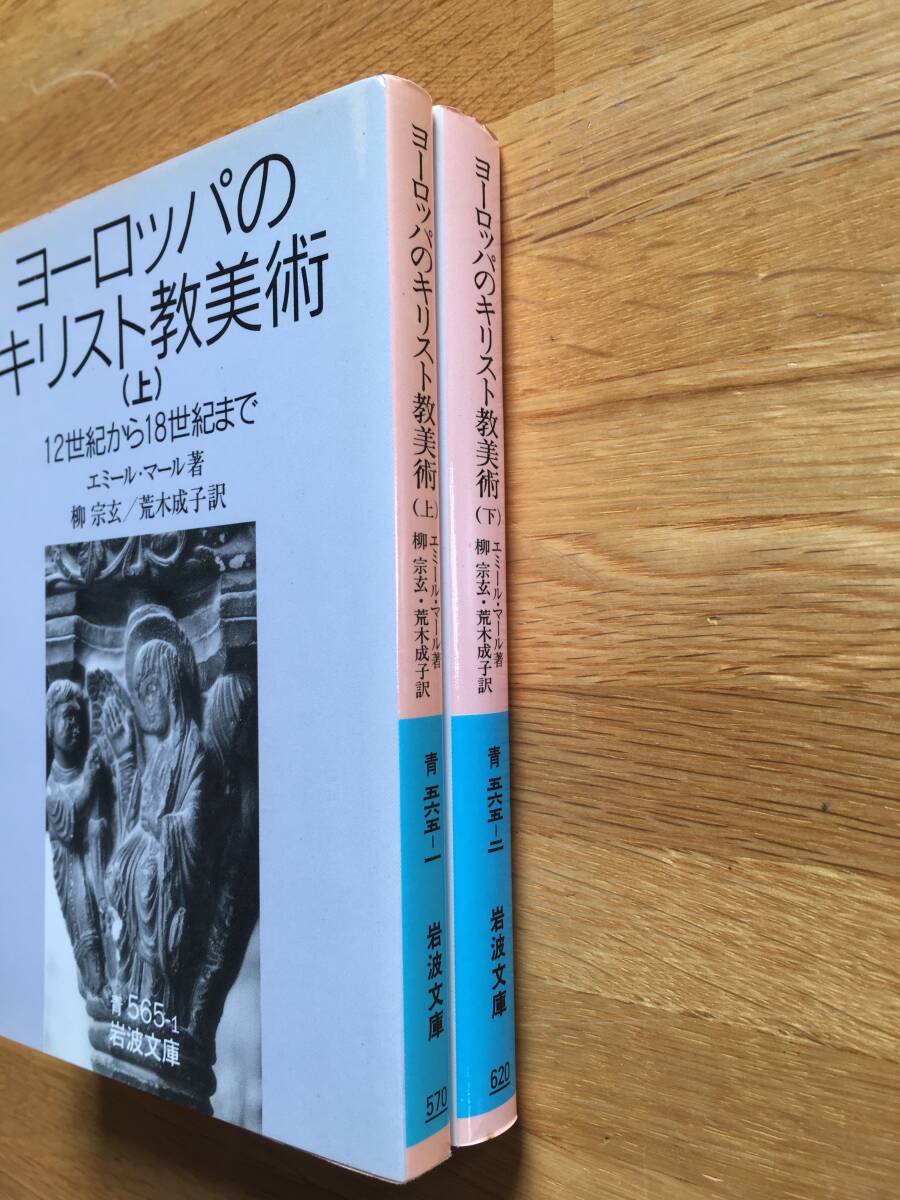 ヨーロッパの
キリスト教美術
(上)
12世紀から18世紀まで
エミール・マール著
柳 宗玄/荒木成子訳
青565-1
岩波文庫
ヨーロッパのキリスト教美術(上)
エミール・マール著
柳 宗玄・荒木成子訳
青 五六五-一
岩波文庫
570
ヨーロッパのキリスト教美術(下)
エミール・マール著
柳 宗玄・荒木成子訳
青 五六五-二
岩波文庫
620